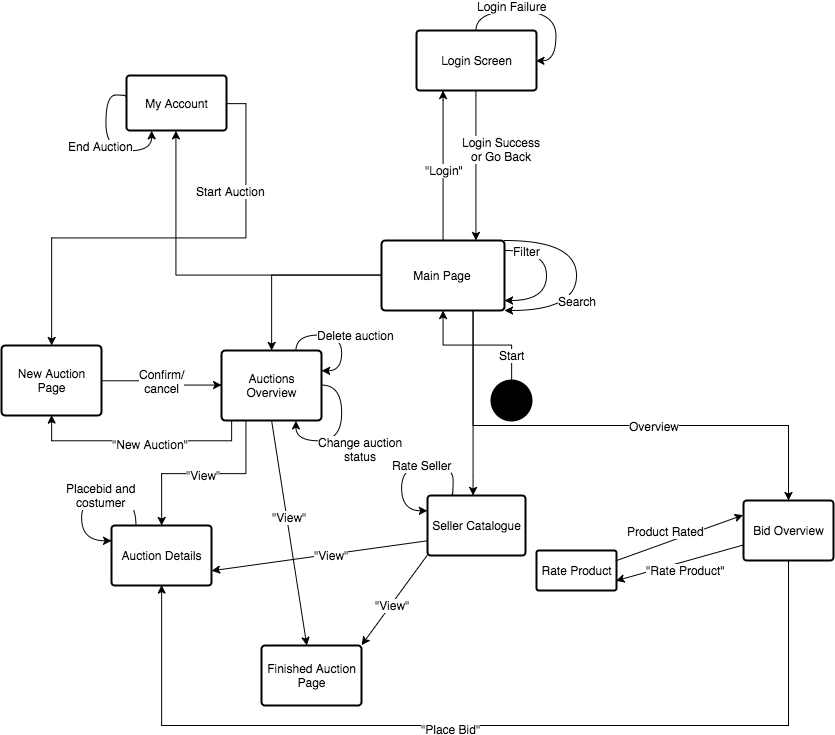 Login Failure
Login Screen
My Account
End Auction
Login Success
or Go Back
"Login"
Start Auction
Filter
Main Page
Search
Delete auction
Start
New Auction
Page
Confirm/
cancel
Auctions
Overview
Overview
"New Auction"
Change auction
status
Rate Seller
"View"
Placebid and
costumer
"View"
Seller Catalogue
Product Rated
Bid Overview
Auction Details
"View"
Rate Product
"Rate Product"
"View"
Finished Auction
Page
"Place Bid"